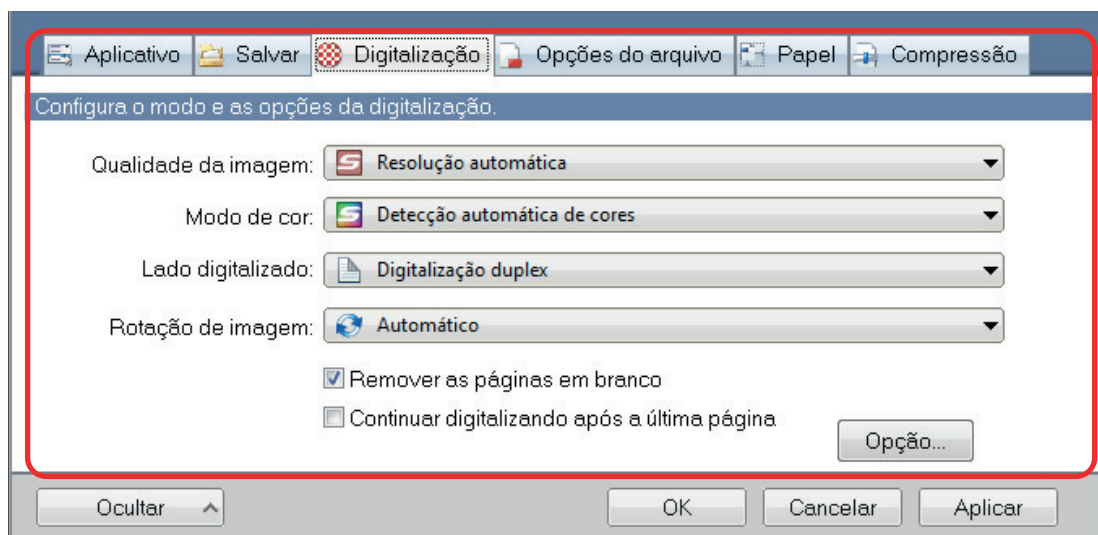 Aplicativo Salvar Digitalização Opções do arquivo Papel Compressão
Configura o modo e as opções da digitalização.
Qualidade da imagem: Resolução automática
Modo de cor: Detecção automática de cores
Lado digitalizado: Digitalização duplex
Rotação de imagem: Automático
Remover as páginas em branco
Continuar digitalizando após a última página
Opção...
Ocultar OK Cancelar Aplicar